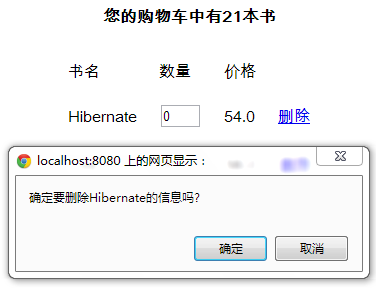 您的购物车中有21本书
书名 数量 价格
Hibernate 0 54.0 删除
localhost:8080 上的网页显示：
确定要删除Hibernate的信息吗?
确定 取消